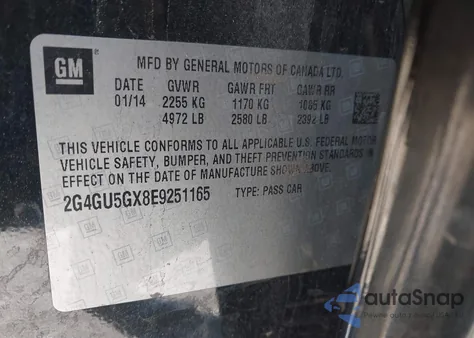 GM
MFD BY GENERAL MOTORS OF CANADA LTD.
DATE GVWR GAWR FRT GAWR RR
01/14 2255 KG 1170 KG 1085 KG
4972 LB 2580 LB 2392 LB
THIS VEHICLE CONFORMS TO ALL APPLICABLE U.S. FEDERAL MOTOR
VEHICLE SAFETY, BUMPER, AND THEFT PREVENTION STANDARDS IN
EFFECT ON THE DATE OF MANUFACTURE SHOWN ABOVE.
2G4GU5GX8E9251165 TYPE: PASS CAR
autoSnap